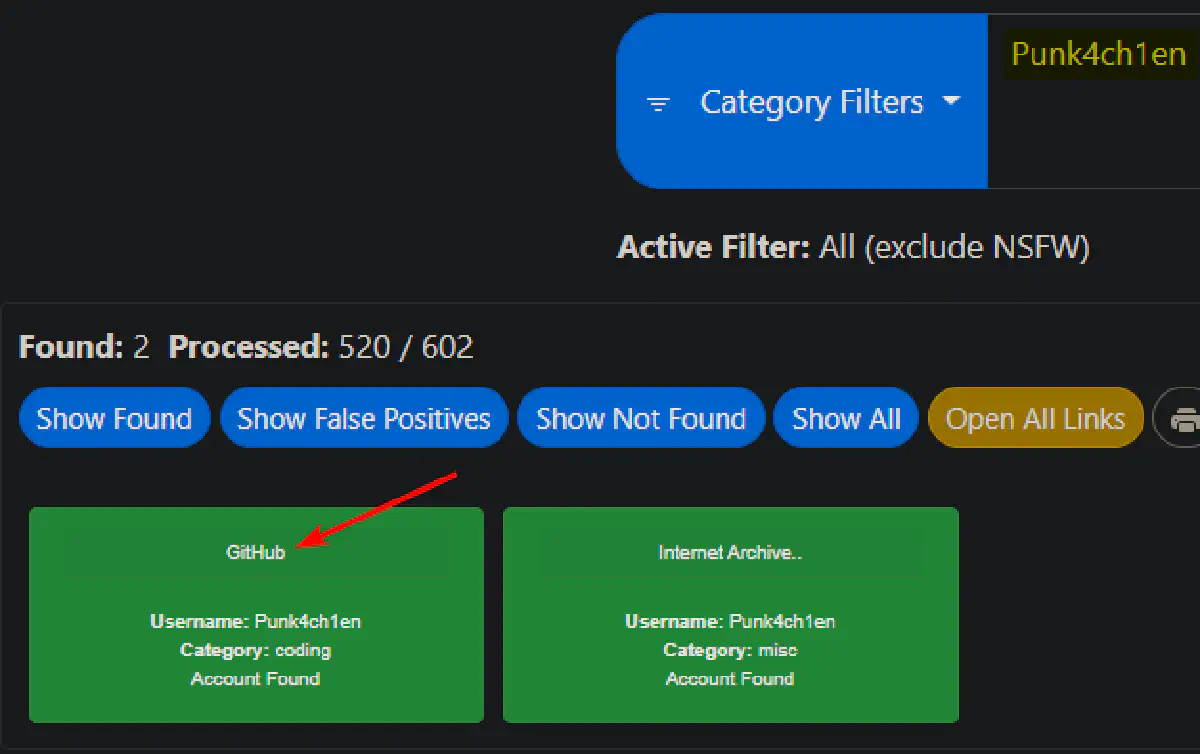 Category Filters
Punk4ch1en
Active Filter: All (exclude NSFW)
Found: 2 Processed: 520 / 602
Show Found
Show False Positives
Show Not Found
Show All
Open All Links
GitHub
Username: Punk4ch1en
Category: coding
Account Found
Internet Archive..
Username: Punk4ch1en
Category: misc
Account Found